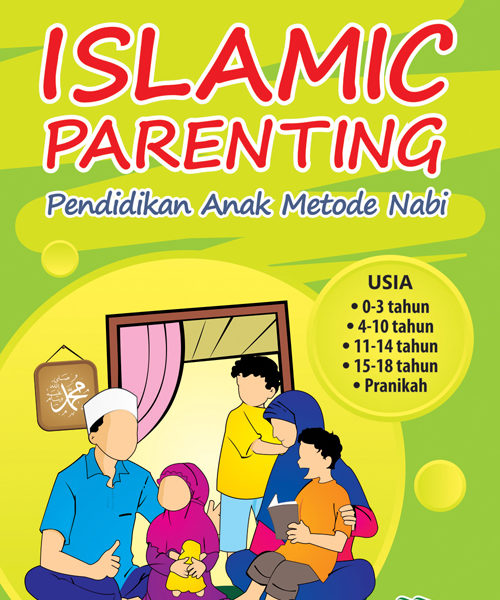 ISLAMIC
PARENTING
Pendidikan Anak Metode Nabi
USIA
• 0-3 tahun
• 4-10 tahun
• 11-14 tahun
• 15-18 tahun
• Pranikah
محمد